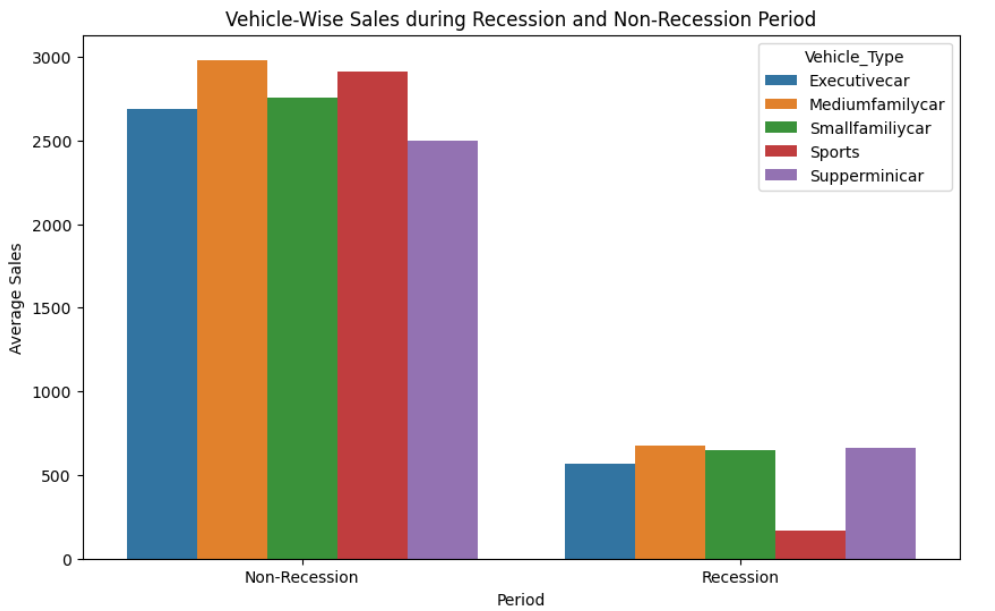 Vehicle-Wise Sales during Recession and Non-Recession Period
Vehicle_Type
Executivecar
Mediumfamilycar
Smallfamiliycar
Sports
Supperminicar
Average Sales
3000
2500
2000
1500
1000
500
0
Non-Recession
Recession
Period